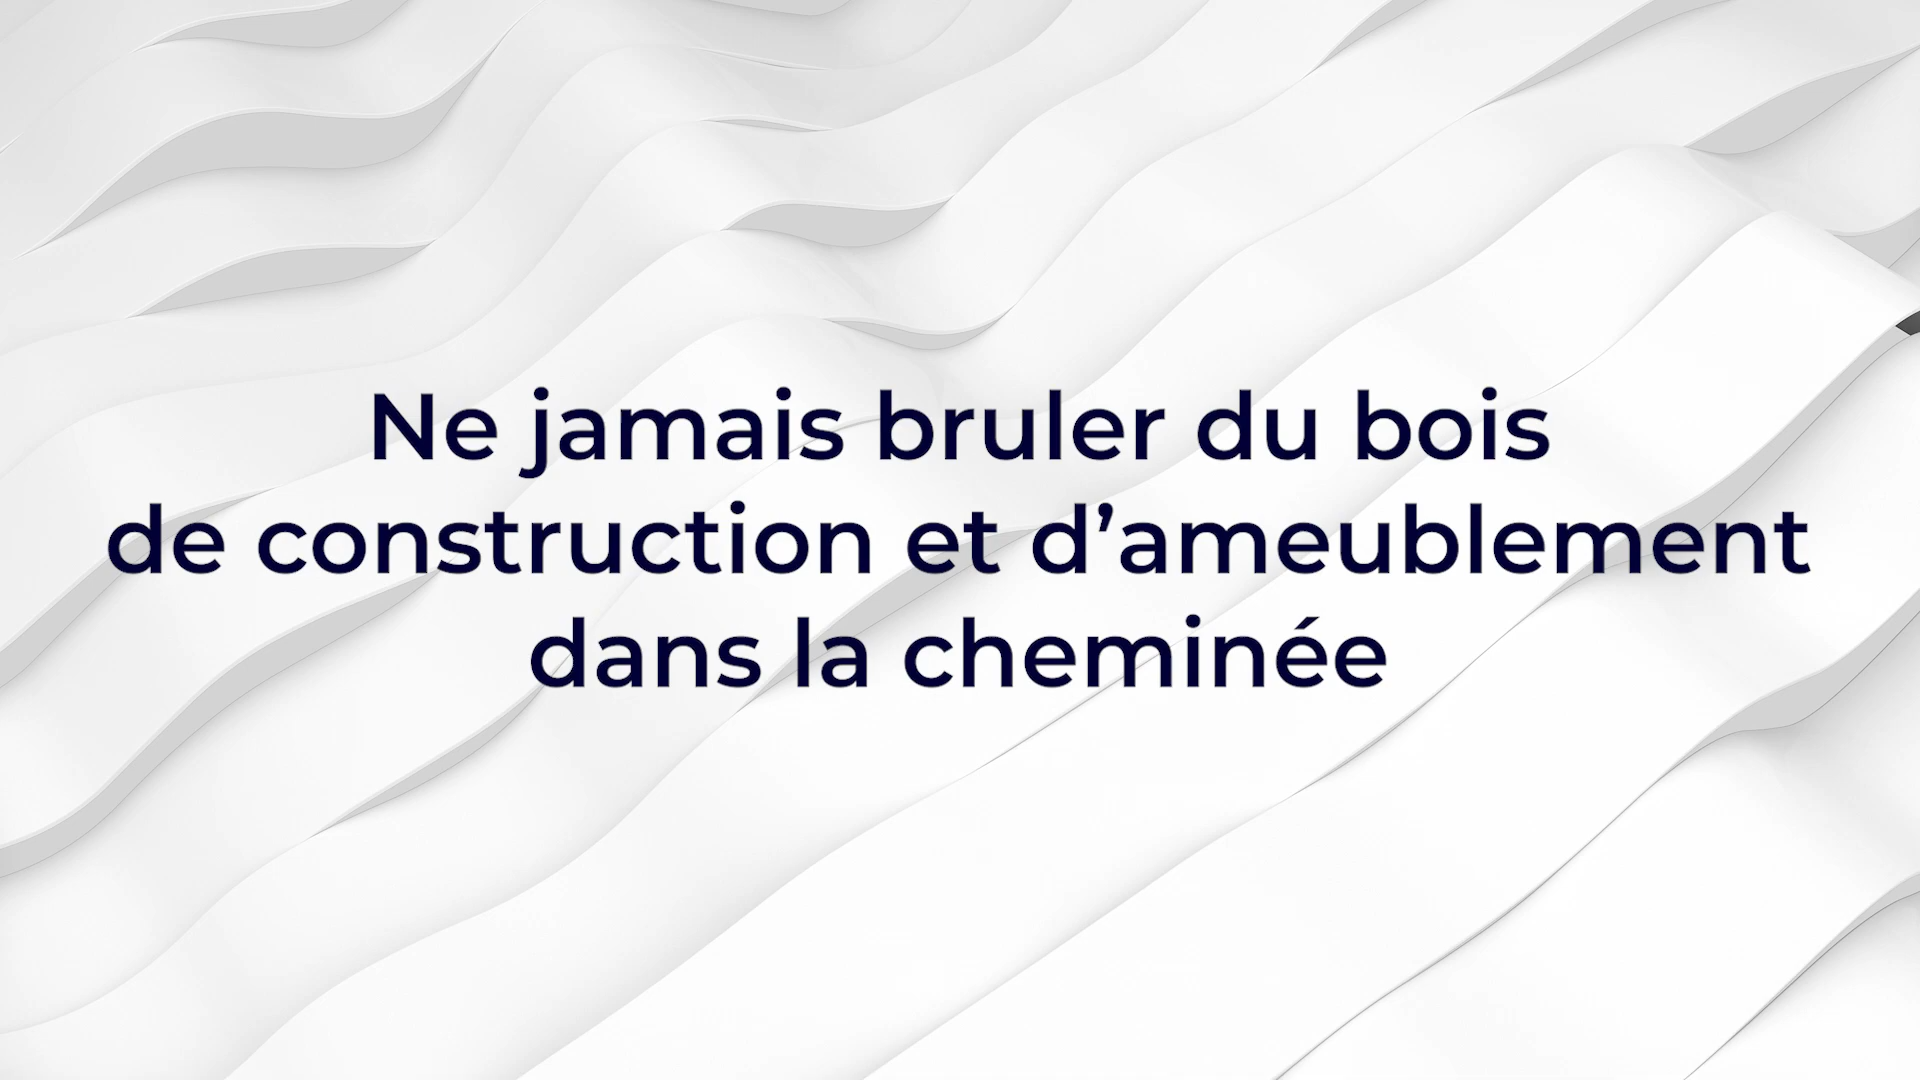 Ne jamais bruler du bois
de construction et d’ameublement
dans la cheminée